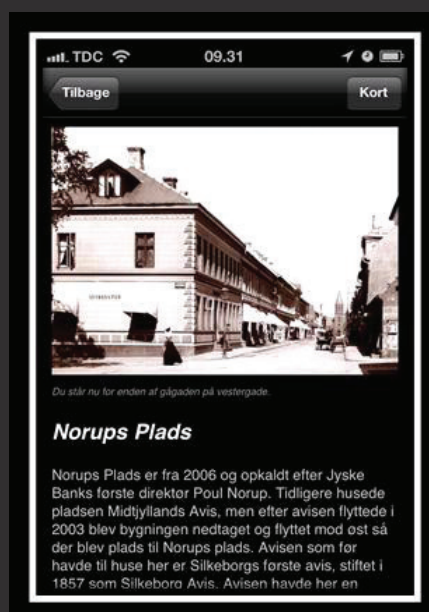 TDC 09.31
Tilbage Kort
Du står nu for enden af gågaden på vestergade.
Norups Plads
Norups Plads er fra 2006 og opkaldt efter Jyske
Banks første direktør Poul Norup. Tidligere husede
pladsen Midtjyllands Avis, men efter avisen flyttede i
2003 blev bygningen nedtaget og flyttet mod øst så
der blev plads til Norups plads. Avisen som før
havde til huse her er Silkeborgs første avis, stiftet i
1857 som Silkeborg Avis. Avisen havde her en